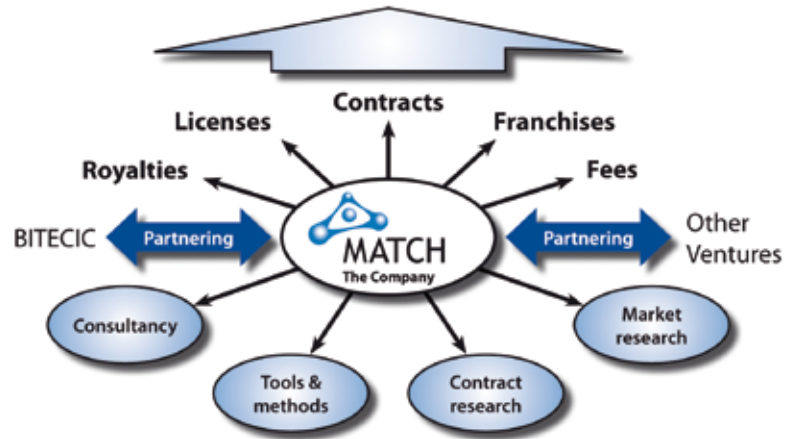 Contracts
Licenses
Franchises
Royalties
Fees
BITECIC
Partnering
MATCH
The Company
Partnering
Other
Ventures
Consultancy
Market
research
Tools &
methods
Contract
research